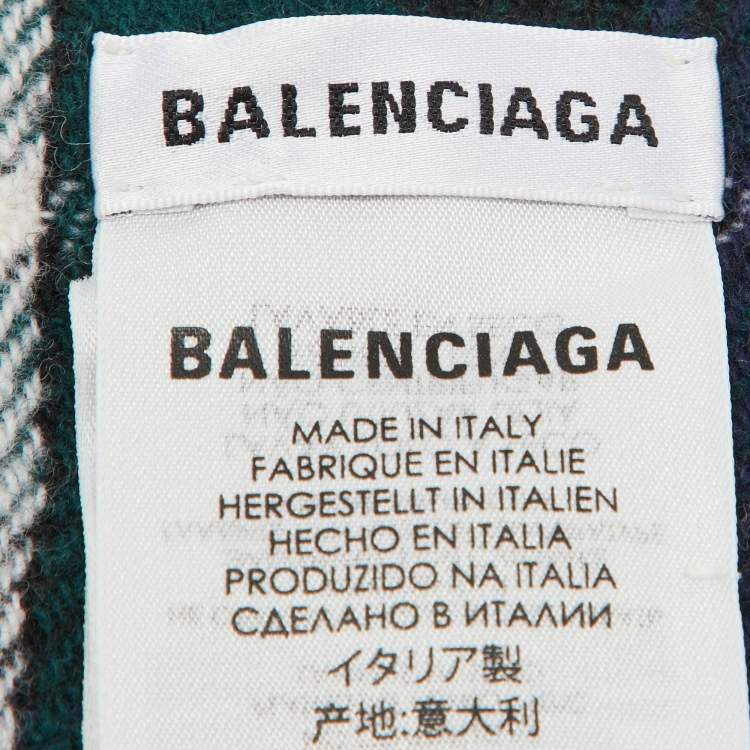 BALENCIAGA
BALENCIAGA
MADE IN ITALY
FABRIQUE EN ITALIE
HERGESTELLT IN ITALIEN
HECHO EN ITALIA
PRODUZIDO NA ITALIA
СДЕЛАНО В ИТАЛИИ
イタリア製
产地:意大利